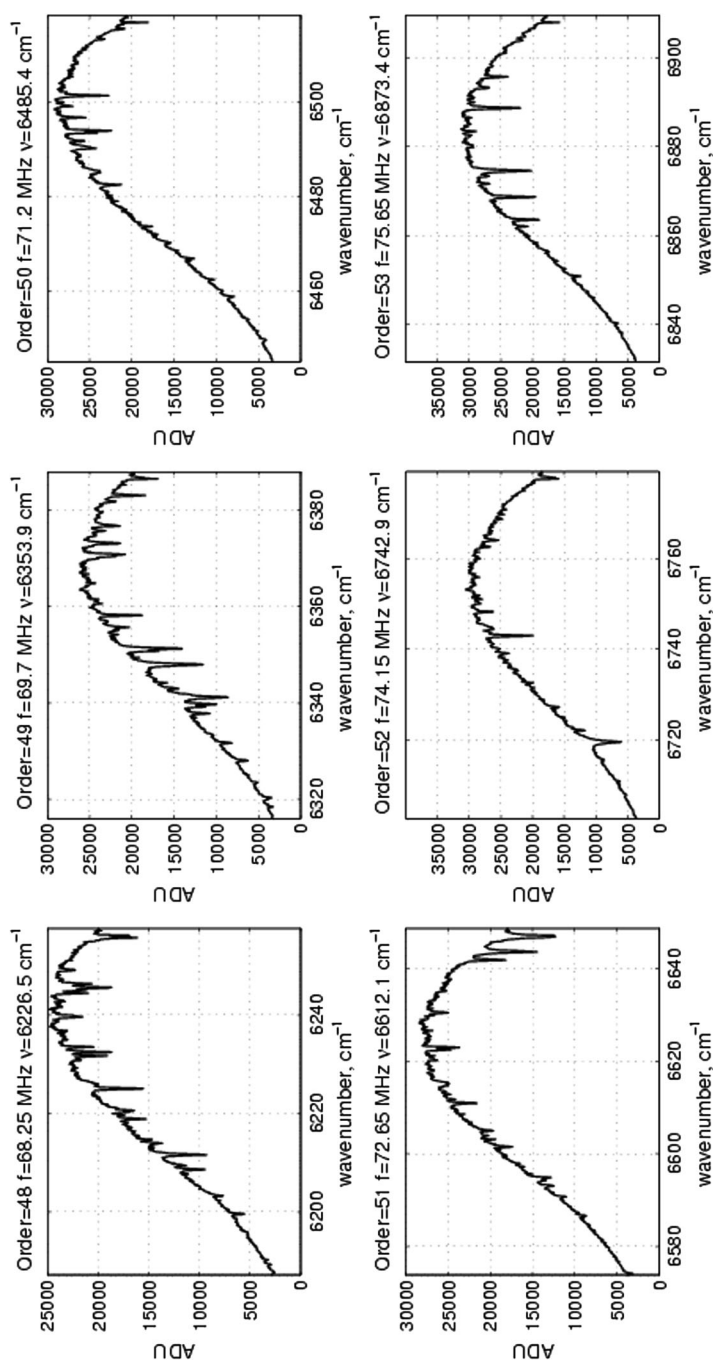 Order=48 f=68.25 MHz ν=6226.5 cm⁻¹
25000
20000
15000
10000
5000
0
ADU
6200 6220 6240
wavenumber, cm⁻¹
Order=49 f=69.7 MHz ν=6353.9 cm⁻¹
30000
25000
20000
15000
10000
5000
0
ADU
6320 6340 6360 6380
wavenumber, cm⁻¹
Order=50 f=71.2 MHz ν=6485.4 cm⁻¹
30000
25000
20000
15000
10000
5000
0
ADU
6460 6480 6500
wavenumber, cm⁻¹
Order=51 f=72.65 MHz ν=6612.1 cm⁻¹
30000
25000
20000
15000
10000
5000
0
ADU
6580 6600 6620 6640
wavenumber, cm⁻¹
Order=52 f=74.15 MHz ν=6742.9 cm⁻¹
35000
30000
25000
20000
15000
10000
5000
0
ADU
6720 6740 6760
wavenumber, cm⁻¹
Order=53 f=75.65 MHz ν=6873.4 cm⁻¹
35000
30000
25000
20000
15000
10000
5000
0
ADU
6840 6860 6880 6900
wavenumber, cm⁻¹